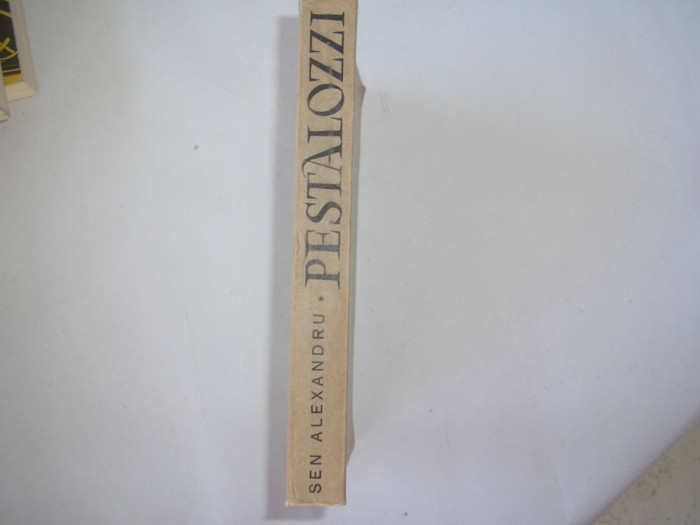 SEN ALEXANDRU * PESTALOZZI